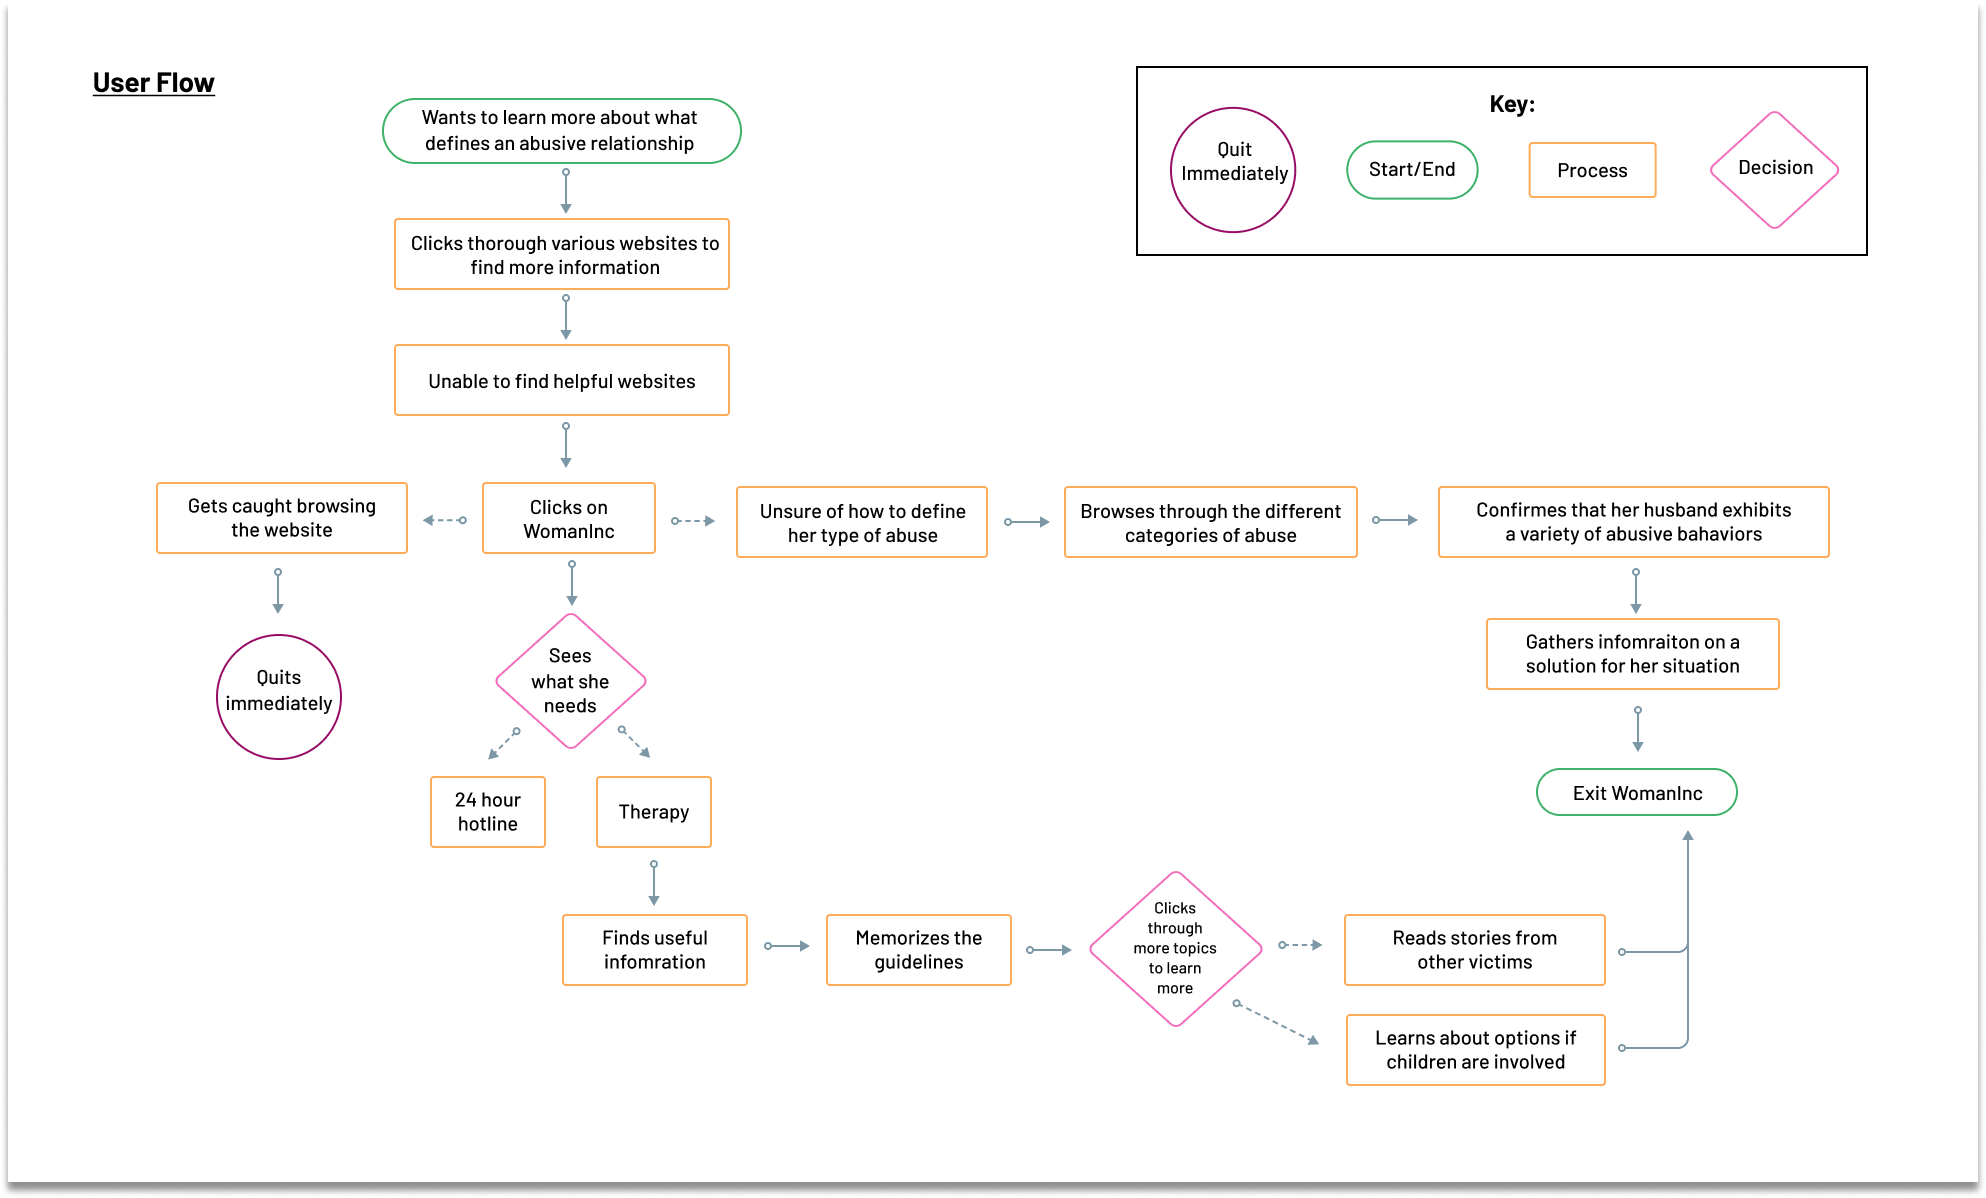 User Flow
Wants to learn more about what
defines an abusive relationship
Key:
Quit
Immediately
Start/End
Process
Decision
Clicks thorough various websites to
find more information
Unable to find helpful websites
Gets caught browsing
the website
Clicks on
WomanInc
Unsure of how to define
her type of abuse
Browses through the different
categories of abuse
Confirmes that her husband exhibits
a variety of abusive bahaviors
Quits
immediately
Sees
what she
needs
Gathers infomraiton on a
solution for her situation
24 hour
hotline
Therapy
Exit WomanInc
Finds useful
infomration
Memorizes the
guidelines
Clicks
through
more topics
to learn
more
Reads stories from
other victims
Learns about options if
children are involved